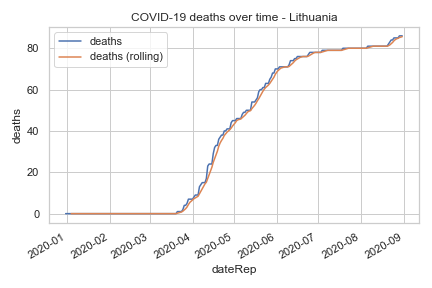 COVID-19 deaths over time - Lithuania
deaths
deaths (rolling)
80
60
40
20
0
deaths
2020-01
2020-02
2020-03
2020-04
2020-05
2020-06
2020-07
2020-08
2020-09
dateRep